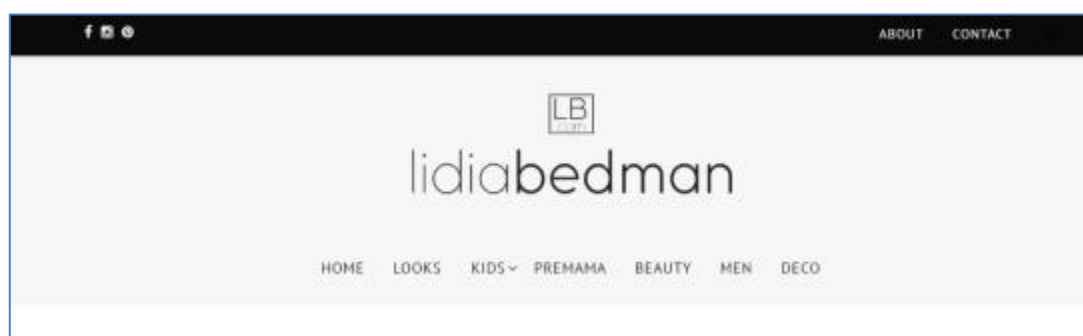 ABOUT CONTACT
LB
.com
lidiabedman
HOME LOOKS KIDS PREMAMA BEAUTY MEN DECO